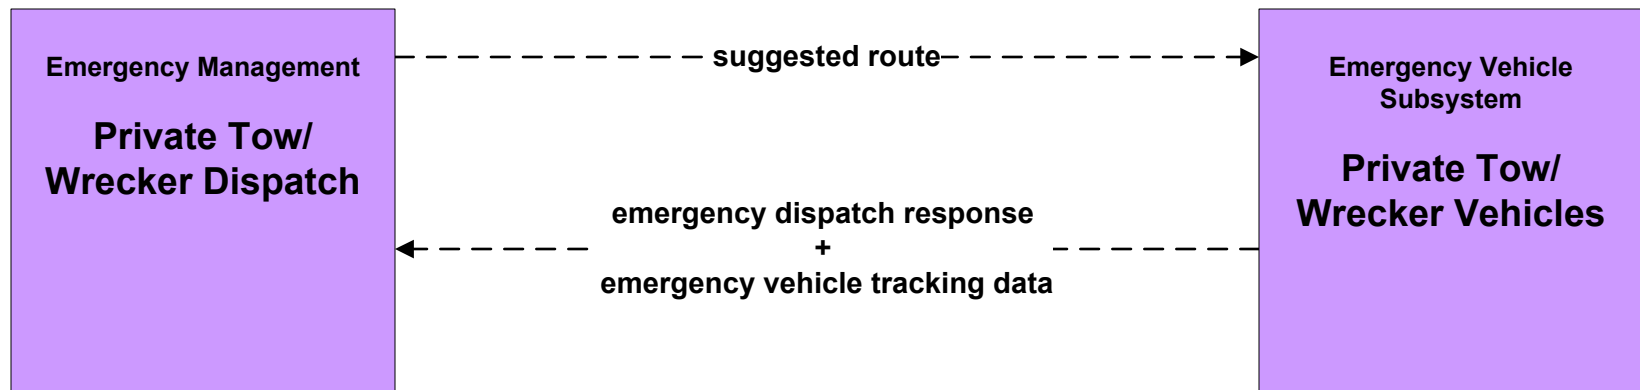 Emergency Management
Private Tow/
Wrecker Dispatch
suggested route
emergency dispatch response
+
emergency vehicle tracking data
Emergency Vehicle
Subsystem
Private Tow/
Wrecker Vehicles